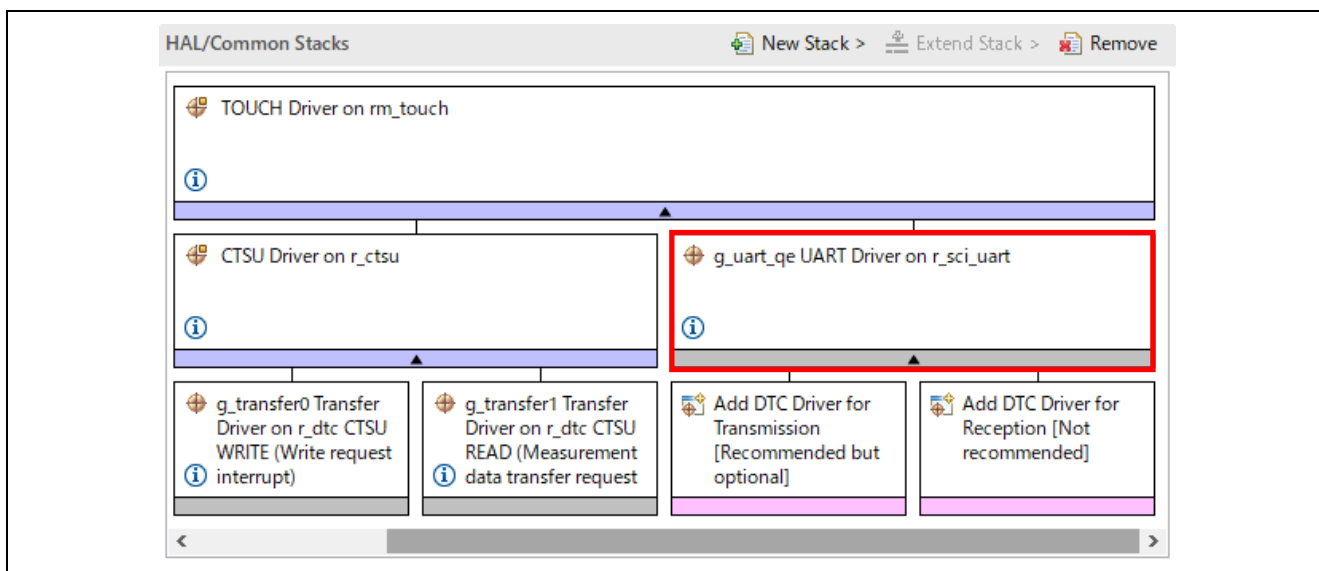 HAL/Common Stacks
New Stack >
Extend Stack >
Remove
TOUCH Driver on rm_touch
CTSU Driver on r_ctsu
g_uart_qe UART Driver on r_sci_uart
g_transfer0 Transfer
Driver on r_dtc CTSU
WRITE (Write request
interrupt)
g_transfer1 Transfer
Driver on r_dtc CTSU
READ (Measurement
data transfer request
Add DTC Driver for
Transmission
[Recommended but
optional]
Add DTC Driver for
Reception [Not
recommended]